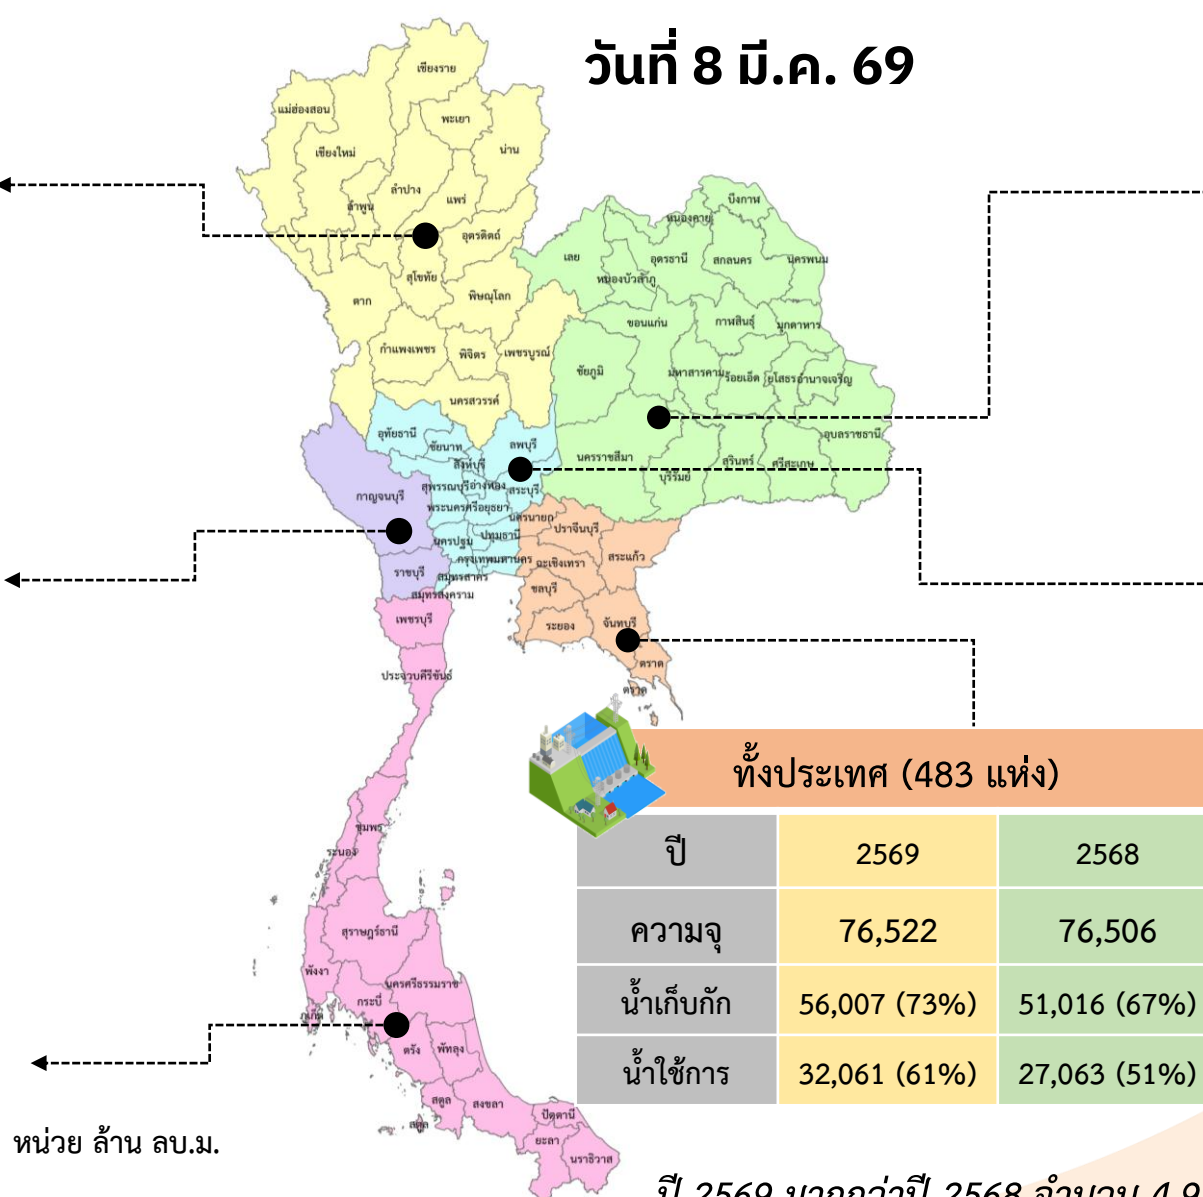 วันที่ 8 มี.ค. 69
เชียงราย
แม่ฮ่องสอน
พะเยา
เชียงใหม่
น่าน
ลำปาง
ลำพูน
แพร่
อุตรดิตถ์
สุโขทัย
ตาก
พิษณุโลก
กำแพงเพชร
พิจิตร
เพชรบูรณ์
นครสวรรค์
บึงกาฬ
หนองคาย
เลย
อุดรธานี
สกลนคร
นครพนม
หนองบัวลำภู
ขอนแก่น
กาฬสินธุ์
มุกดาหาร
ชัยภูมิ
มหาสารคาม
ร้อยเอ็ด
ยโสธร
อำนาจเจริญ
นครราชสีมา
บุรีรัมย์
สุรินทร์
ศรีสะเกษ
อุบลราชธานี
อุทัยธานี
ชัยนาท
ลพบุรี
สิงห์บุรี
สุพรรณบุรี
อ่างทอง
สระบุรี
พระนครศรีอยุธยา
นครปฐม
ปทุมธานี
กรุงเทพมหานคร
สมุทรสาคร
สมุทรสงคราม
กาญจนบุรี
ราชบุรี
นครนายก
ปราจีนบุรี
ฉะเชิงเทรา
สระแก้ว
ชลบุรี
ระยอง
จันทบุรี
ตราด
ตราด
เพชรบุรี
ประจวบคีรีขันธ์
ชุมพร
ระนอง
สุราษฎร์ธานี
พังงา
นครศรีธรรมราช
กระบี่
ภูเก็ต
ตรัง
พัทลุง
สตูล
สตูล
สงขลา
ปัตตานี
ยะลา
นราธิวาส
ทั้งประเทศ (483 แห่ง)
ปี 2569 2568
ความจุ 76,522 76,506
น้ำเก็บกัก 56,007 (73%) 51,016 (67%)
น้ำใช้การ 32,061 (61%) 27,063 (51%)
หน่วย ล้าน ลบ.ม.
ปี 2569 มากกว่าปี 2568 จำนวน 4,9